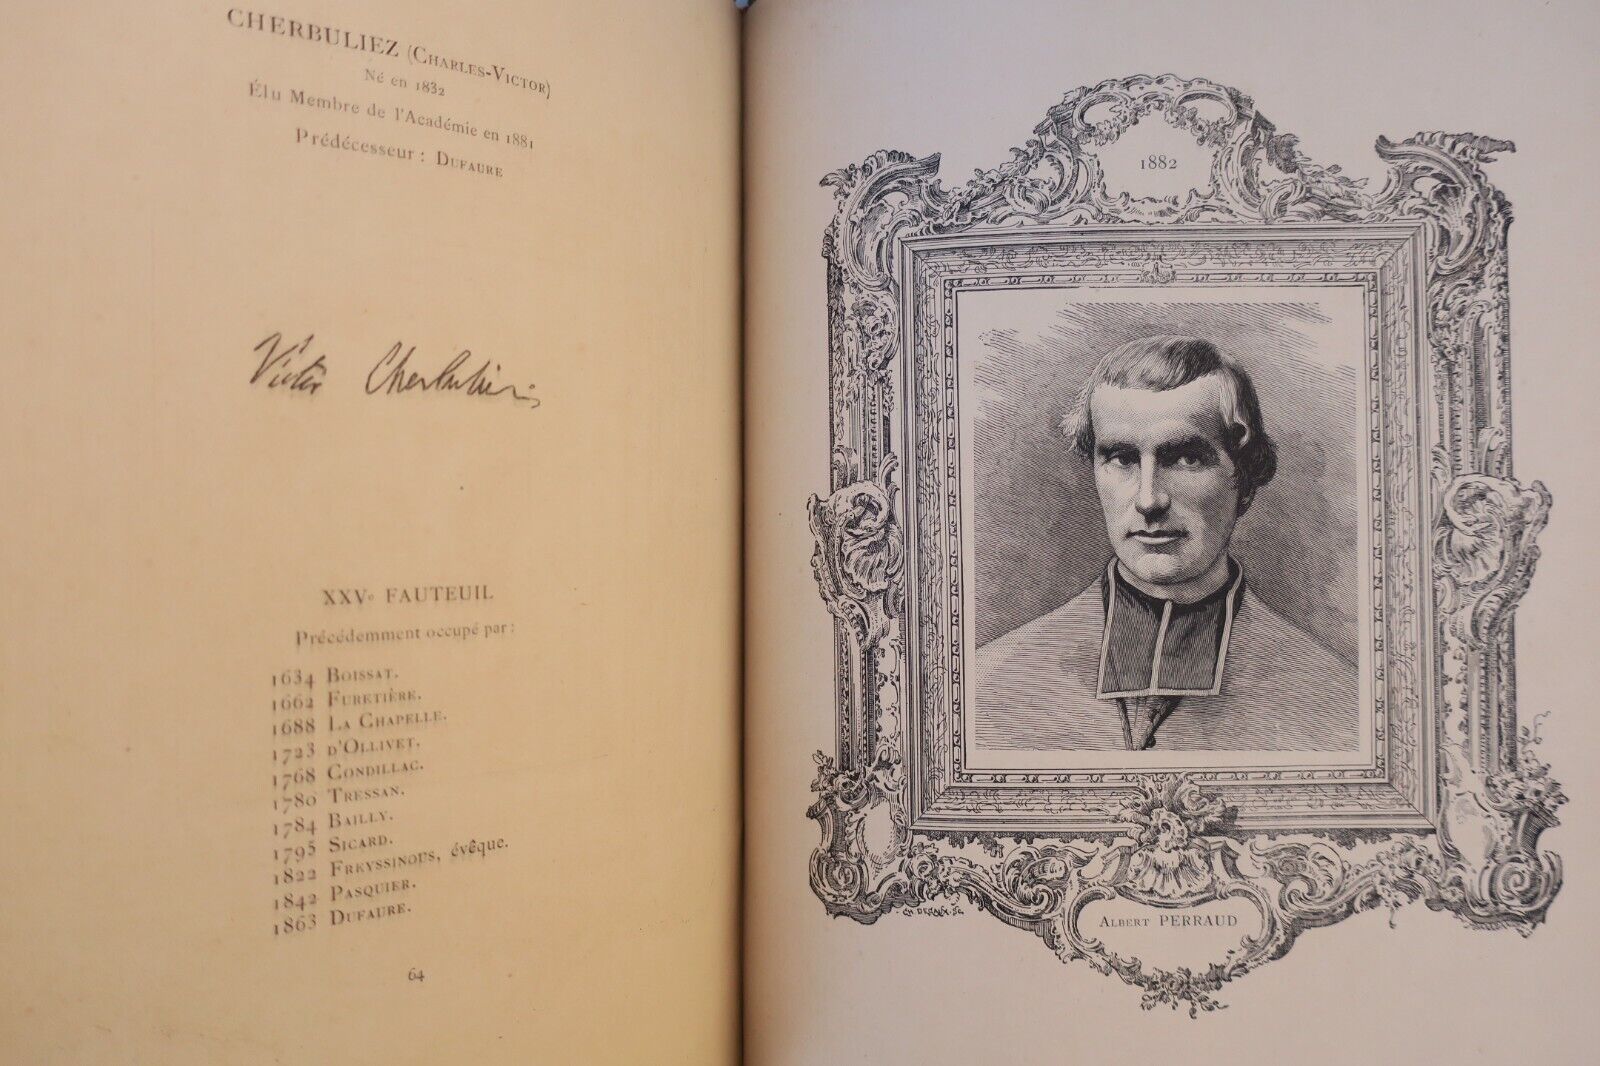 CHERBULIEZ (Charles-Victor)
Né en 1832
Élu Membre de l'Académie en 1881
Prédécesseur : Dufaure
Victor Cherbuliez
XXVe FAUTEUIL
Précédemment occupé par :
1634 Boissat.
1662 Furetière.
1688 La Chapelle.
1723 d'Ollivet.
1768 Condillac.
1780 Tressan.
1784 Bailly.
1795 Sicard.
1822 Freyssinous, évêque.
1842 Pasquier.
1863 Dufaure.
64
1882
Albert PERRAUD